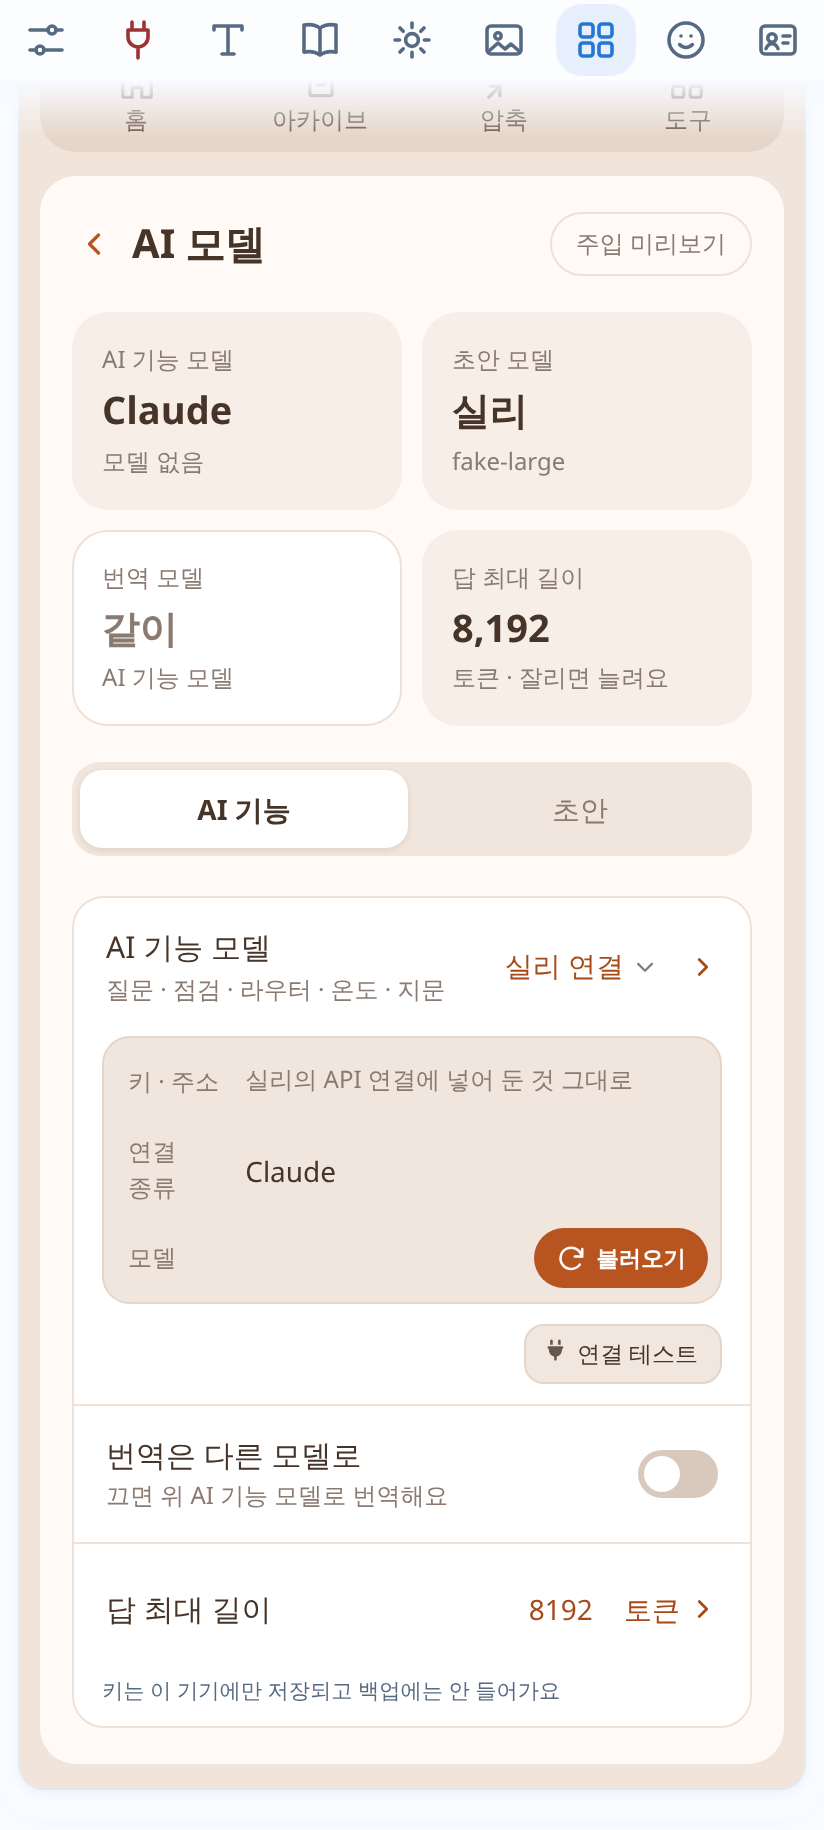 홈
아카이브
압축
도구
AI 모델
주입 미리보기
AI 기능 모델
Claude
모델 없음
초안 모델
실리
fake-large
번역 모델
같이
AI 기능 모델
답 최대 길이
8,192
토큰 · 잘리면 늘려요
AI 기능
초안
AI 기능 모델
질문 · 점검 · 라우터 · 온도 · 지문
실리 연결
키 · 주소
실리의 API 연결에 넣어 둔 것 그대로
연결
종류
Claude
모델
불러오기
연결 테스트
번역은 다른 모델로
끄면 위 AI 기능 모델로 번역해요
답 최대 길이
8192 토큰
키는 이 기기에만 저장되고 백업에는 안 들어가요